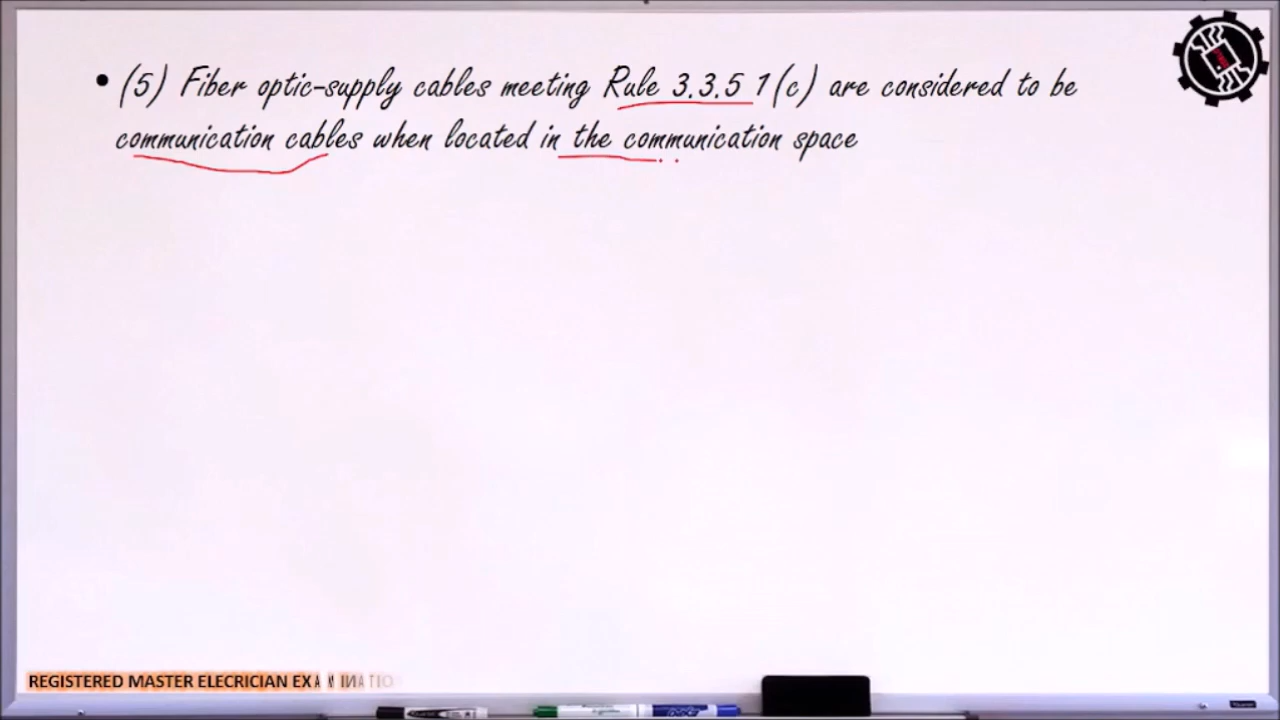 • (5) Fiber optic-supply cables meeting Rule 3.3.5 1(c) are considered to be
communication cables when located in the communication space
REGISTERED MASTER ELECRICIAN EXAMINATIO